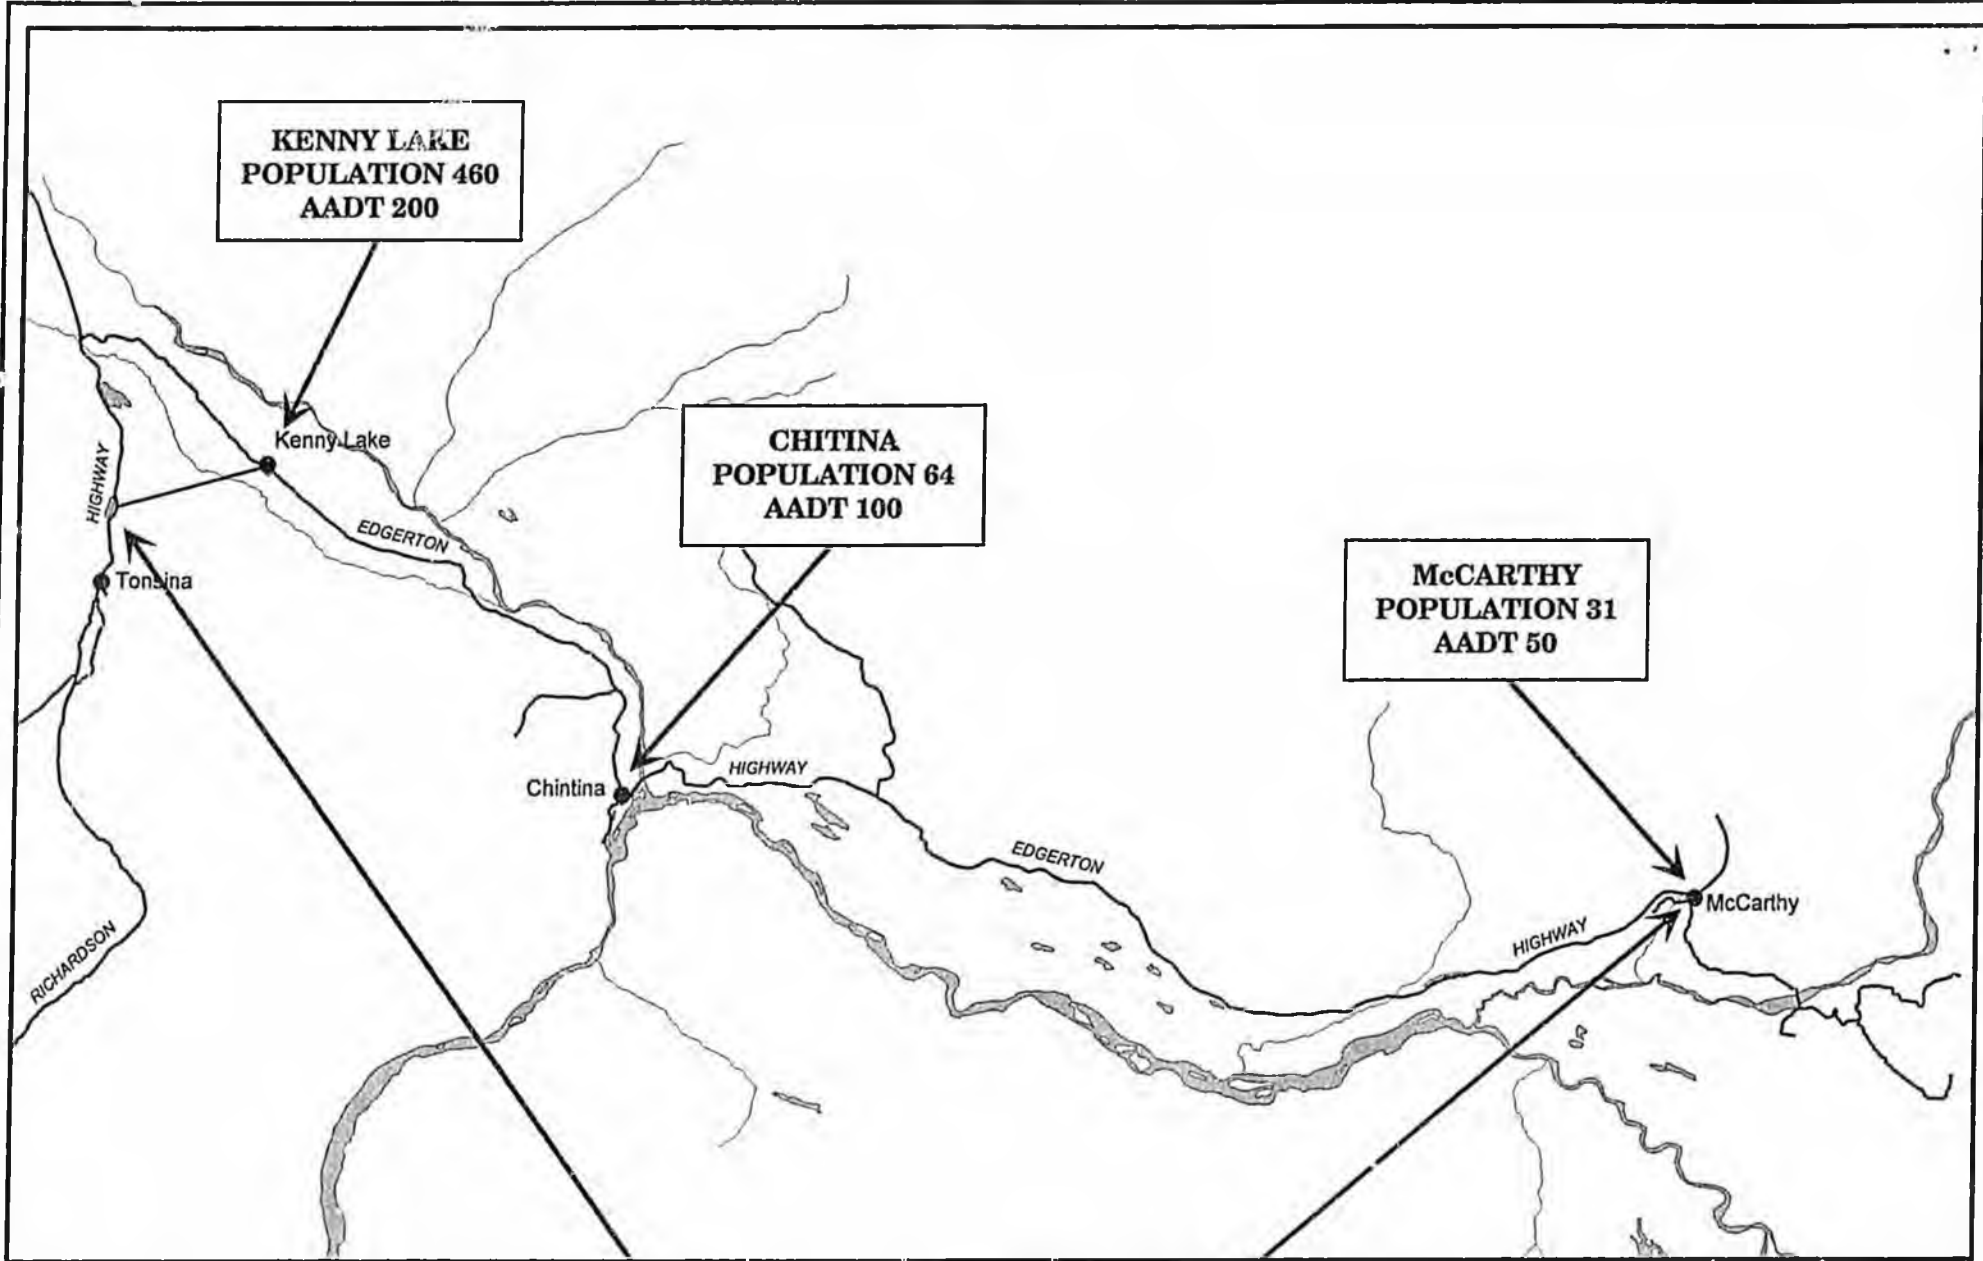 KENNY LAKE
POPULATION 460
AADT 200
Kenny Lake
HIGHWAY
EDGERTON
CHITINA
POPULATION 64
AADT 100
Tonsina
McCARTHY
POPULATION 31
AADT 50
HIGHWAY
Chintina
EDGERTON
McCarthy
HIGHWAY
RICHARDSON